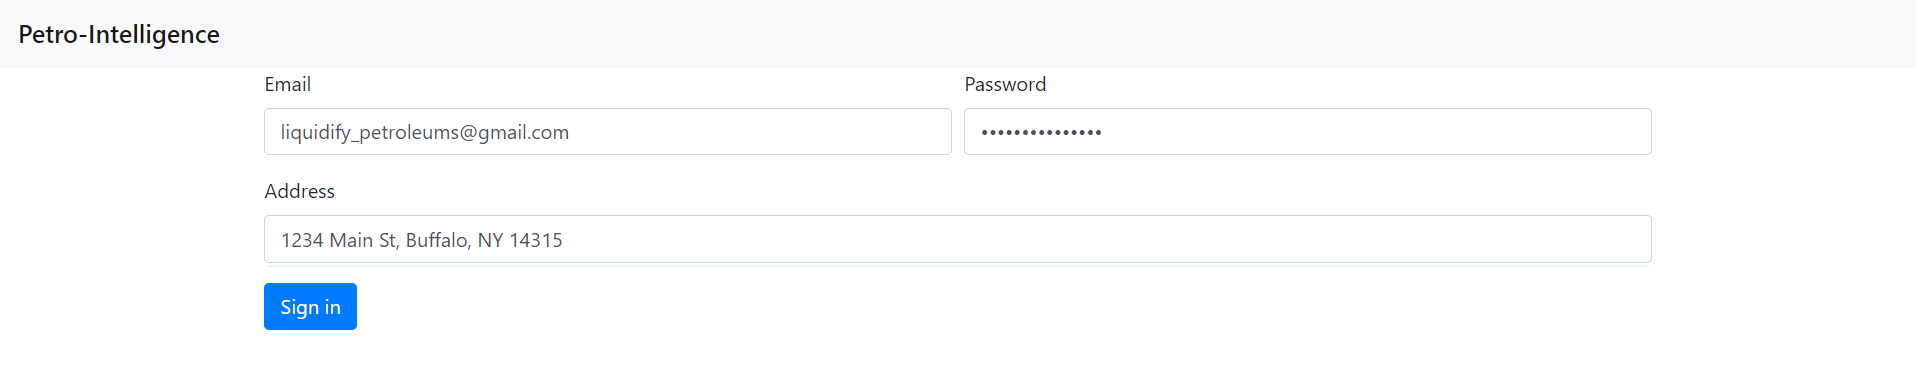 Petro-Intelligence
Email
Password
liquidify_petroleums@gmail.com
•••••••••••••••
Address
1234 Main St, Buffalo, NY 14315
Sign in